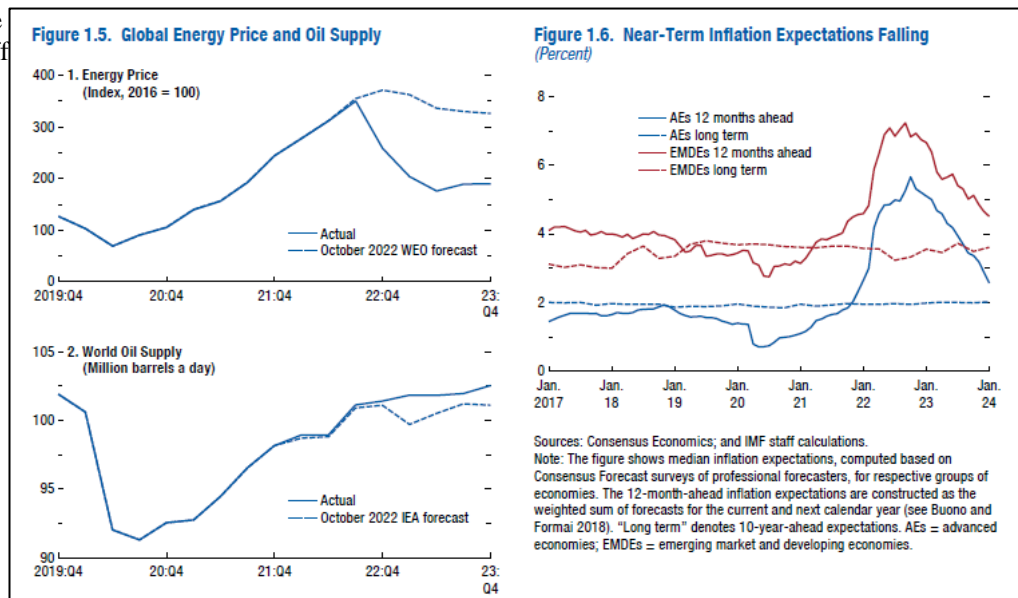 e
ff
Figure 1.5. Global Energy Price and Oil Supply
400 – 1. Energy Price
(Index, 2016 = 100)
300 –
200 –
100 –
0
Actual
October 2022 WEO forecast
2019:Q4 20:Q4 21:Q4 22:Q4 23:
Q4
105 – 2. World Oil Supply
(Million barrels a day)
100 –
95 –
90
Actual
October 2022 IEA forecast
2019:Q4 20:Q4 21:Q4 22:Q4 23:
Q4
Figure 1.6. Near-Term Inflation Expectations Falling
(Percent)
8 –
6 –
4 –
2
0
AEs 12 months ahead
AEs long term
EMDEs 12 months ahead
EMDEs long term
Jan. Jan. Jan. Jan. Jan. Jan. Jan. Jan.
2017 18 19 20 21 22 23 24
Sources: Consensus Economics; and IMF staff calculations.
Note: The figure shows median inflation expectations, computed based on
Consensus Forecast surveys of professional forecasters, for respective groups of
economies. The 12-month-ahead inflation expectations are constructed as the
weighted sum of forecasts for the current and next calendar year (see Buono and
Formai 2018). “Long term” denotes 10-year-ahead expectations. AEs = advanced
economies; EMDEs = emerging market and developing economies.